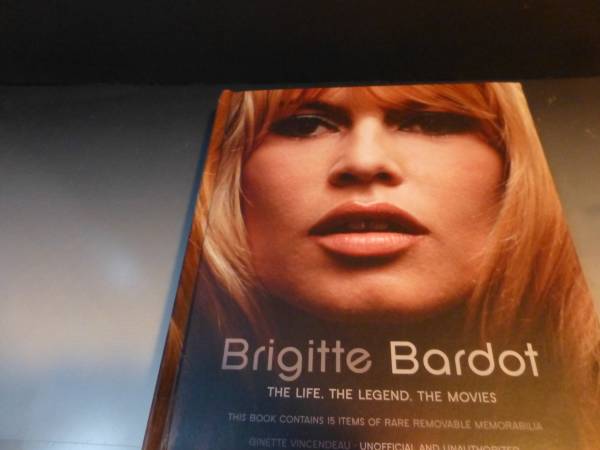 Brigitte Bardot
THE LIFE. THE LEGEND. THE MOVIES
THIS BOOK CONTAINS 15 ITEMS OF RARE REMOVABLE MEMORABILIA
GINETTE VINCENDEAU · UNOFFICIAL AND UNAUTHORIZED